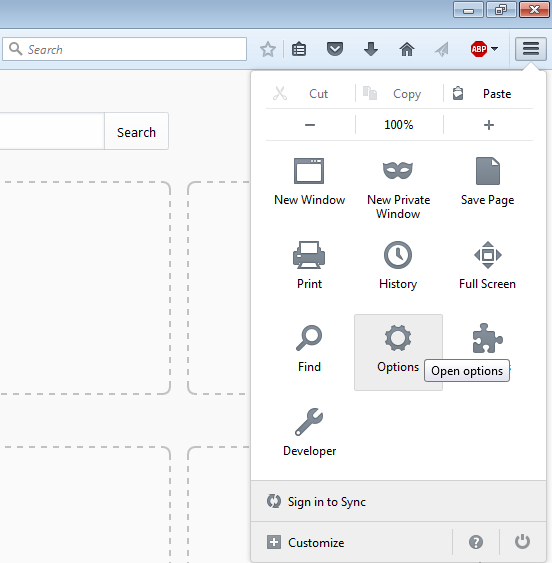 Search
ABP
Cut Copy Paste
100%
Search
New Window New Private Window Save Page
Print History Full Screen
Find Options
Open options
Developer
Sign in to Sync
Customize
?